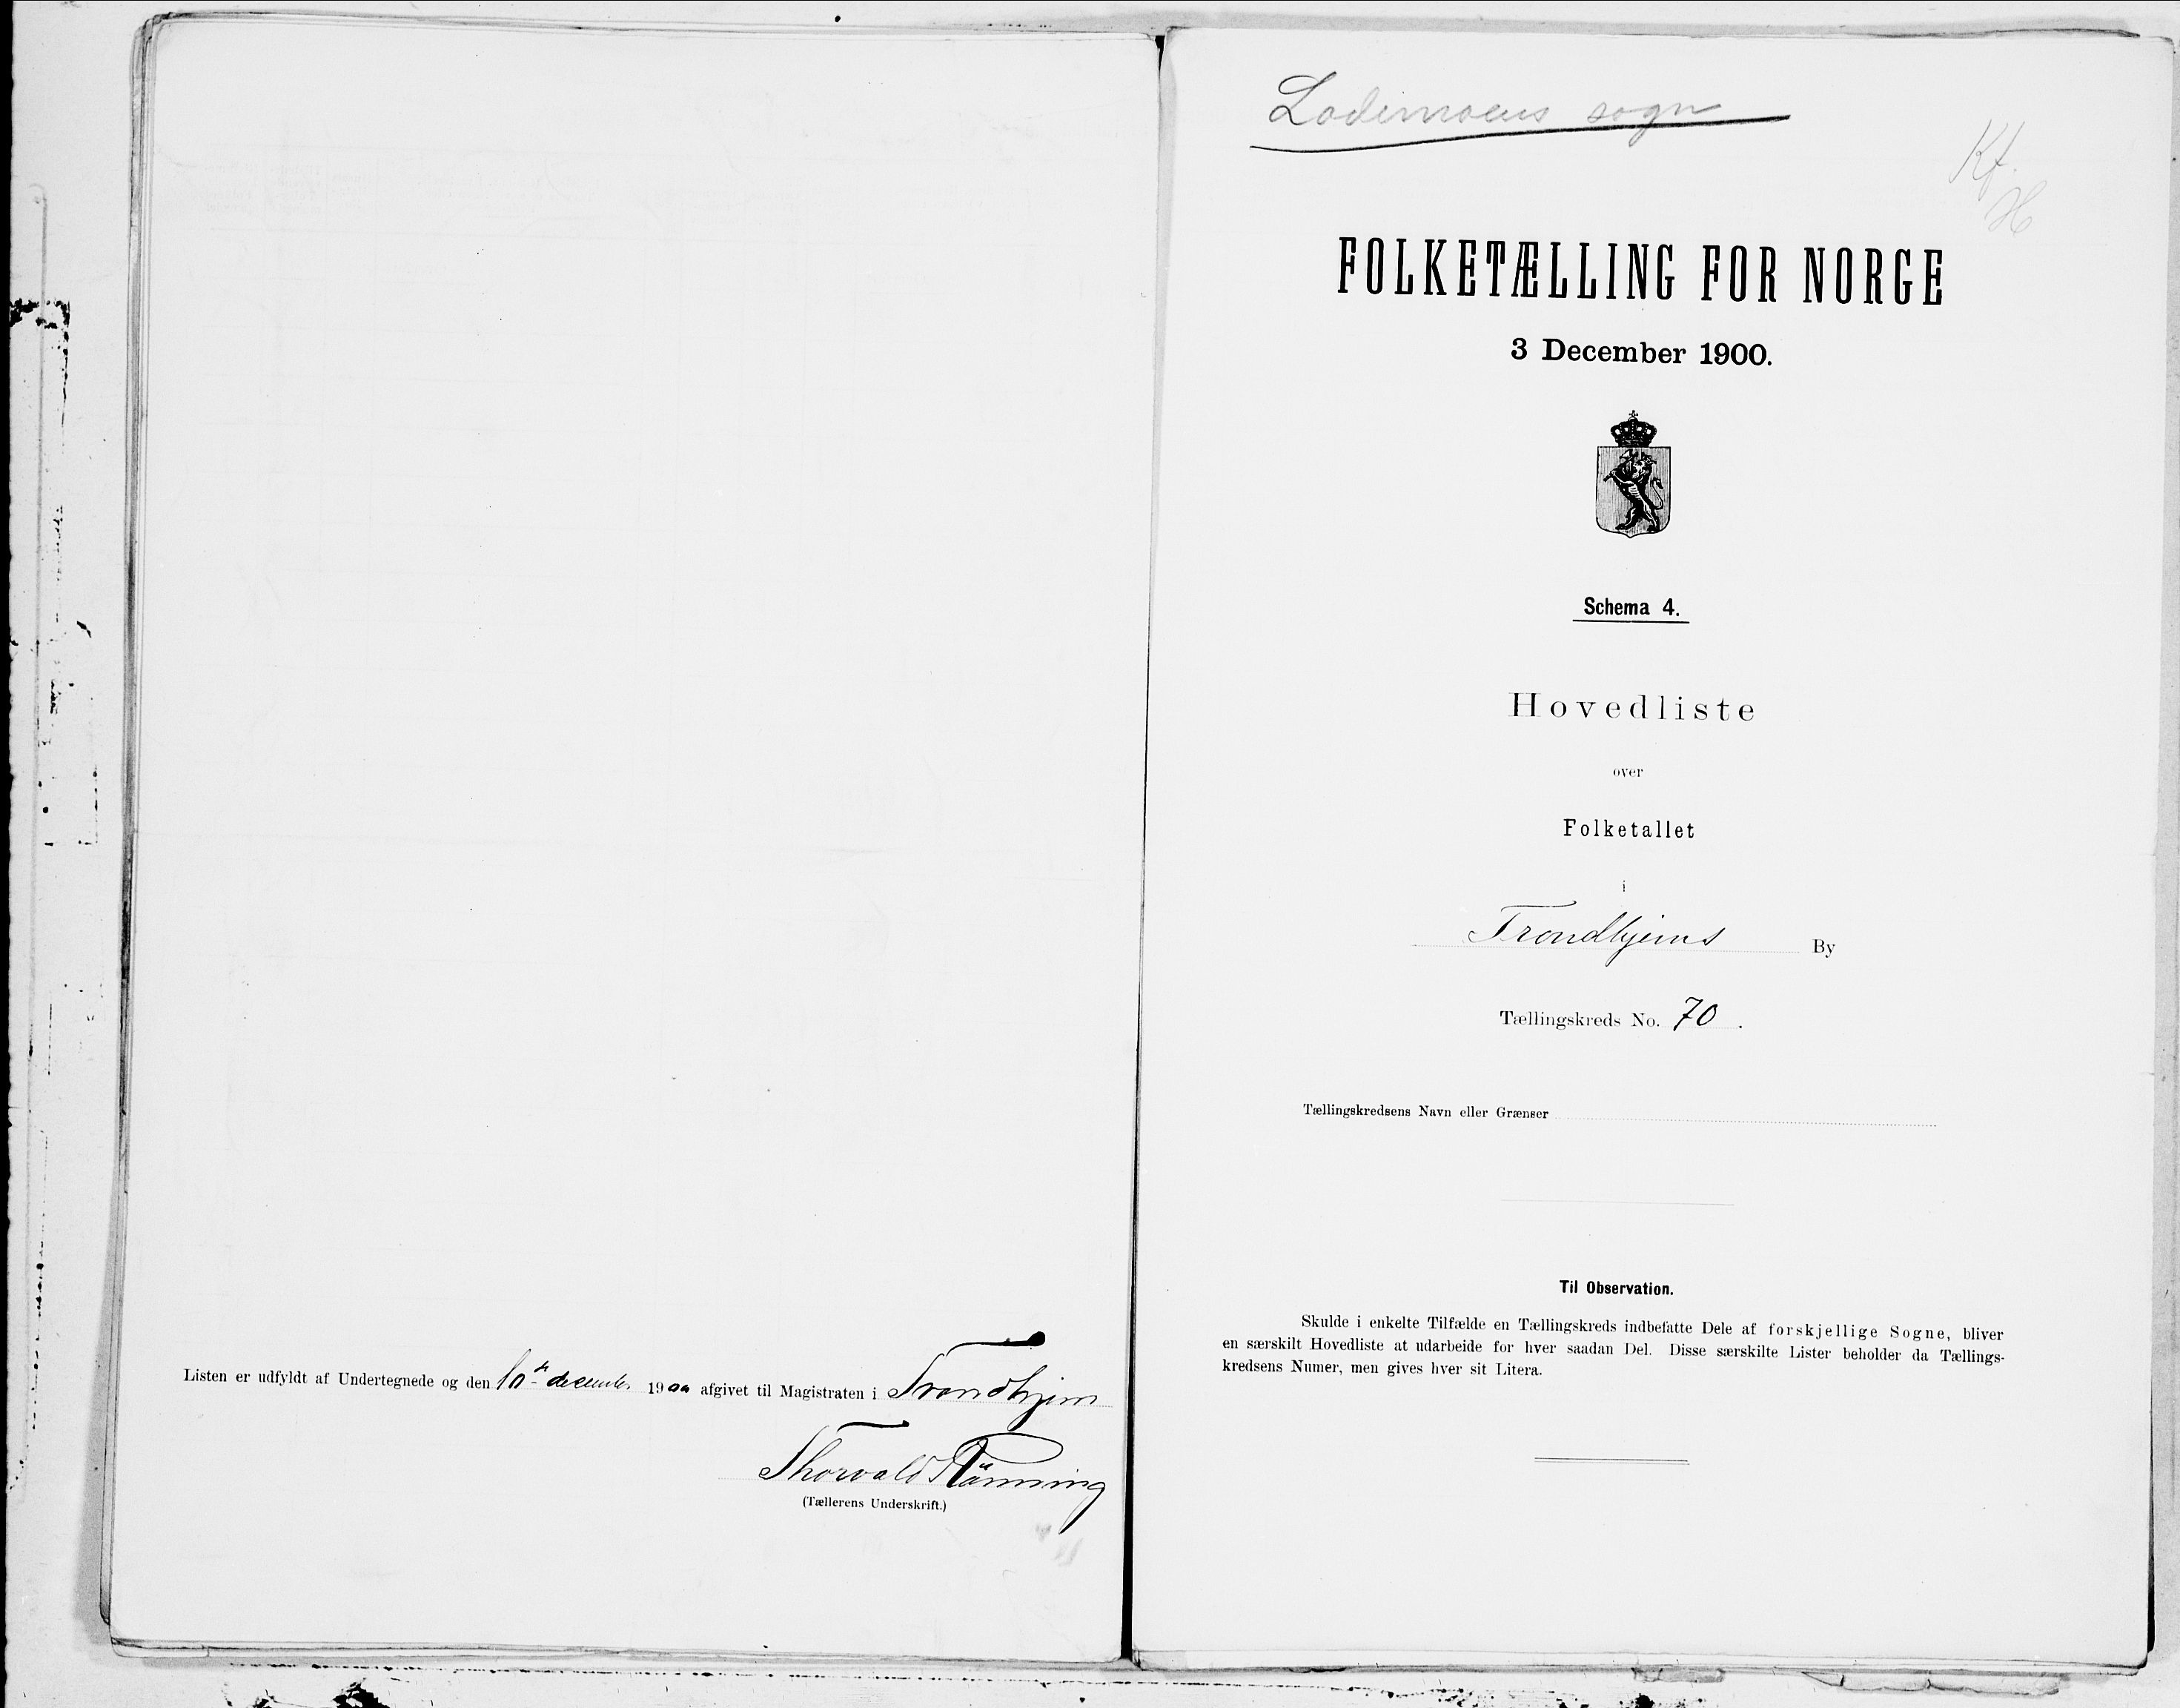 Listen er udfyldt af Undertegnede og den 10de december 1900 afgivet til Magistraten i Trondhjem
Thorvald Rönning
(Tællerens Underskrift.)
Lademoens sogn
Kf.
H
FOLKETÆLLING FOR NORGE
3 December 1900.
Schema 4.
Hovedliste
over
Folketallet
i
Trondhjems By
Tællingskreds No. 70.
Tællingskredsens Navn eller Grænser
Til Observation.
Skulde i enkelte Tilfælde en Tællingskreds indbefatte Dele af forskjellige Sogne, bliver
en særskilt Hovedliste at udarbeide for hver saadan Del. Disse særskilte Lister beholder da Tællings-
kredsens Numer, men gives hver sit Litera.